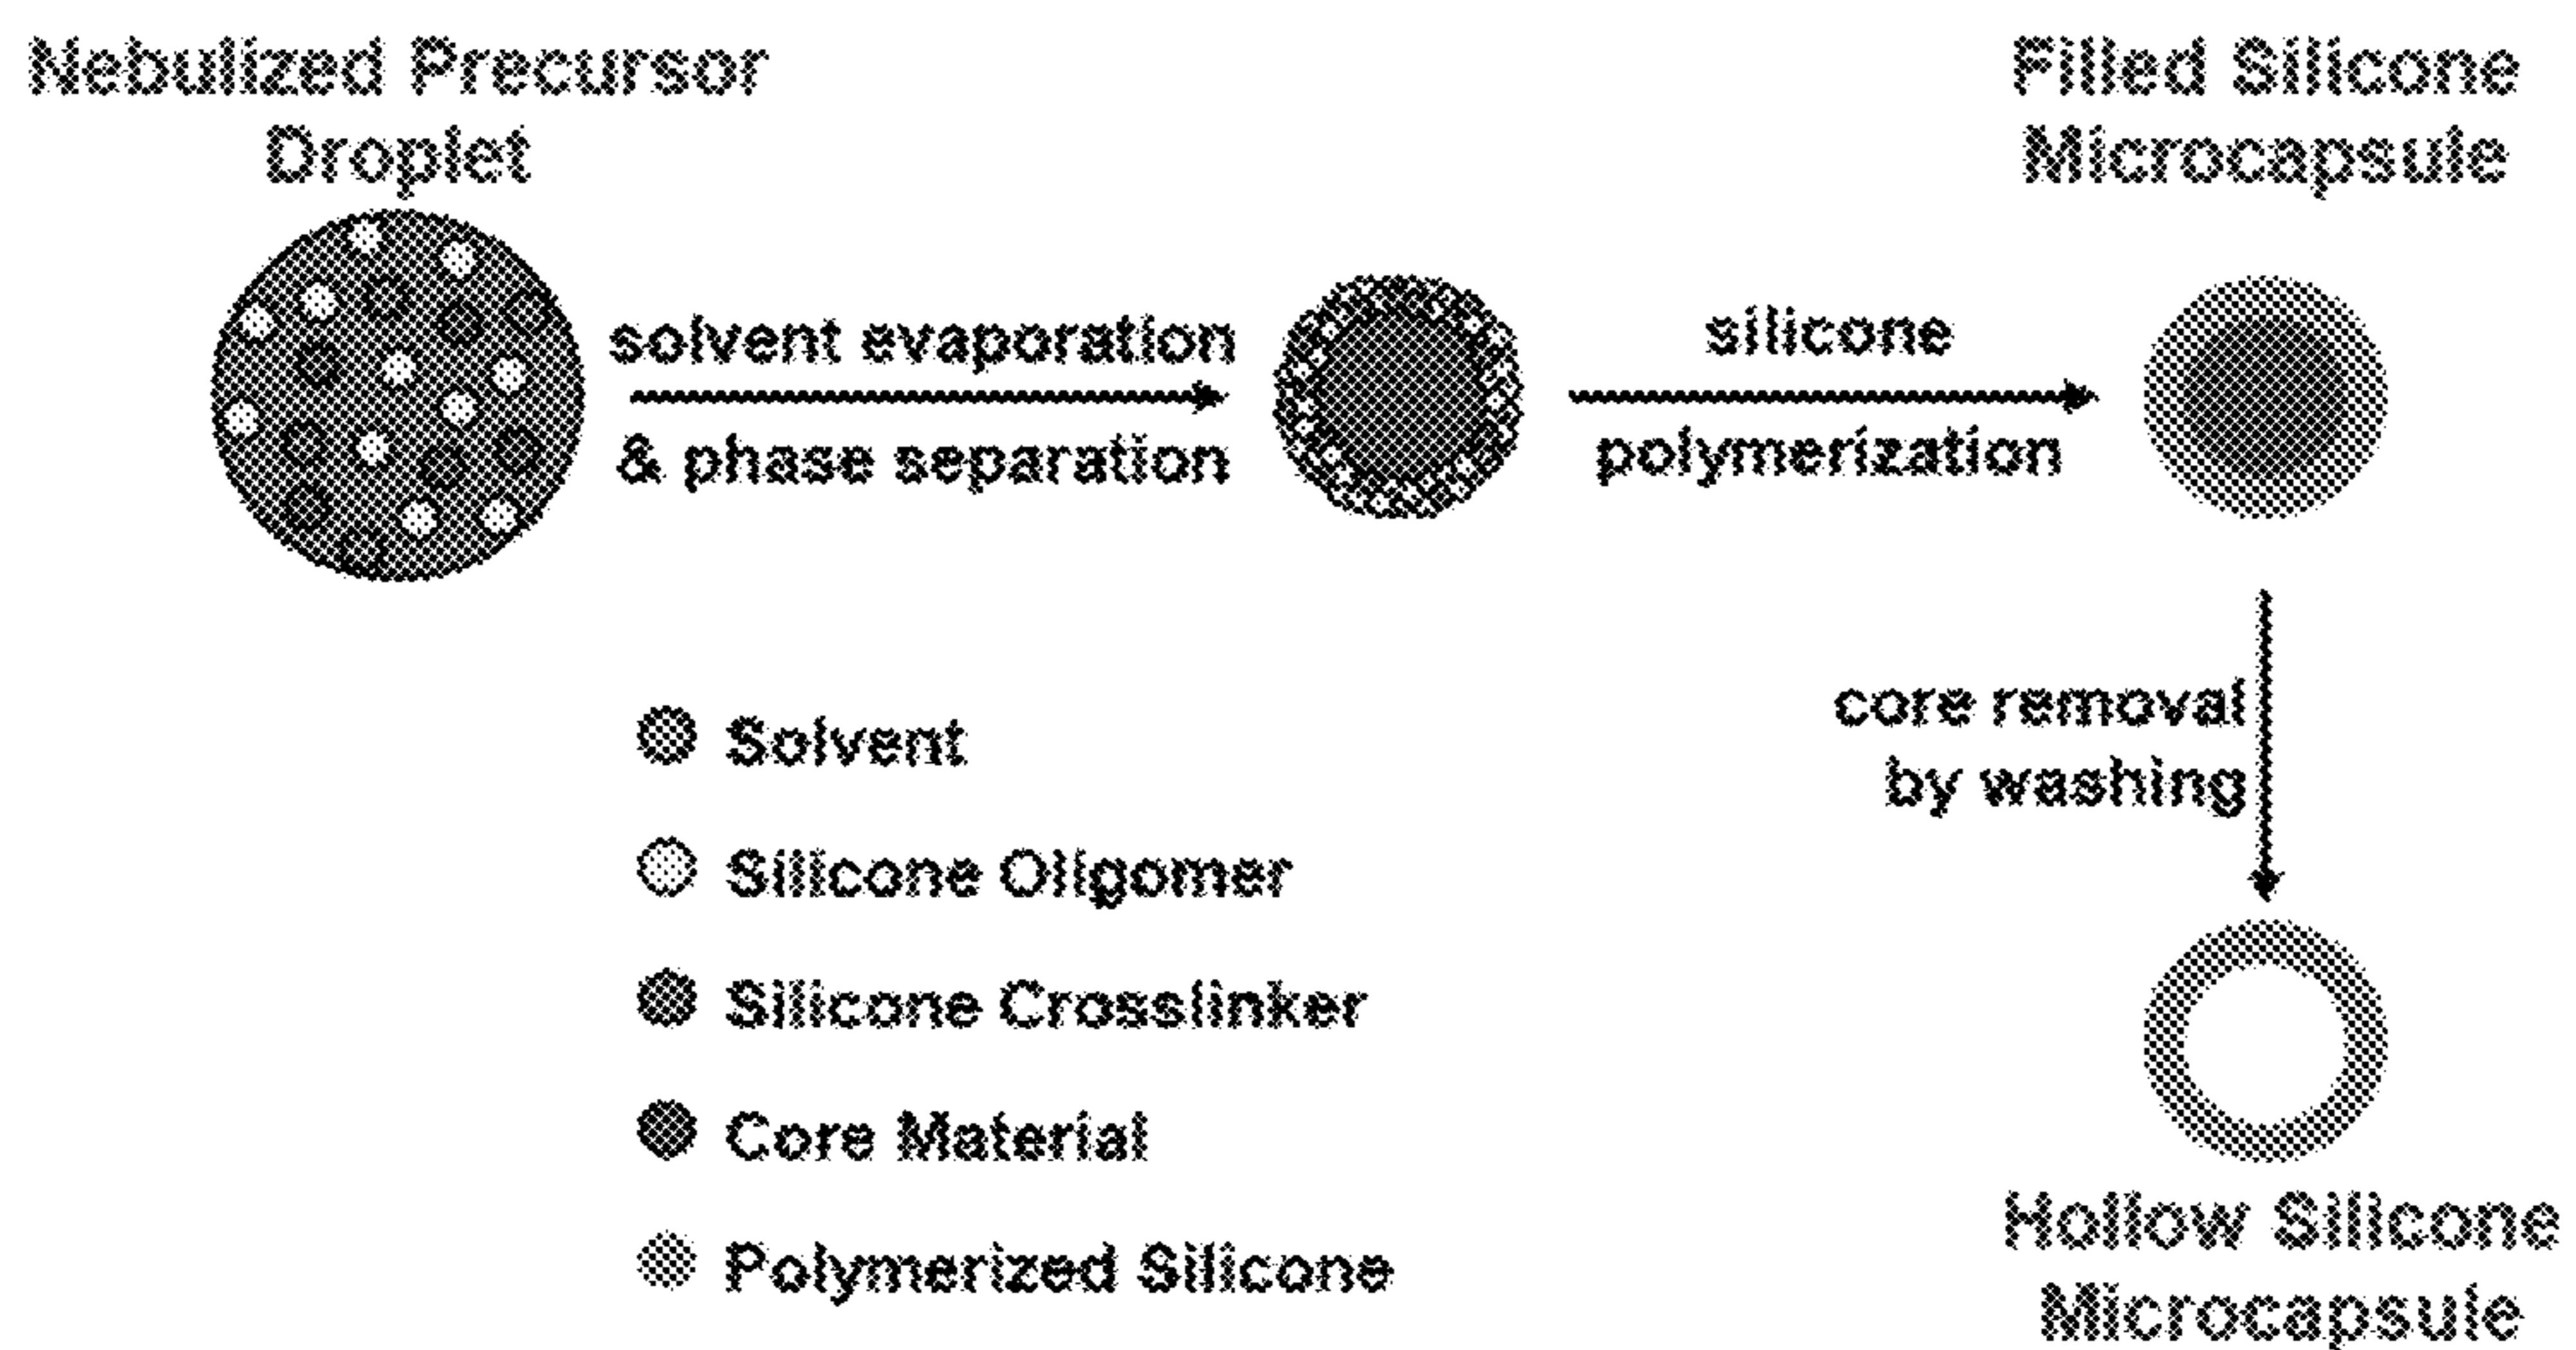 Nebulized Precursor
Droplet
Filled Silicone
Microcapsule
solvent evaporation
& phase separation
silicone
polymerization
core removal
by washing
Solvent
Silicone Oligomer
Silicone Crosslinker
Core Material
Polymerized Silicone
Hollow Silicone
Microcapsule